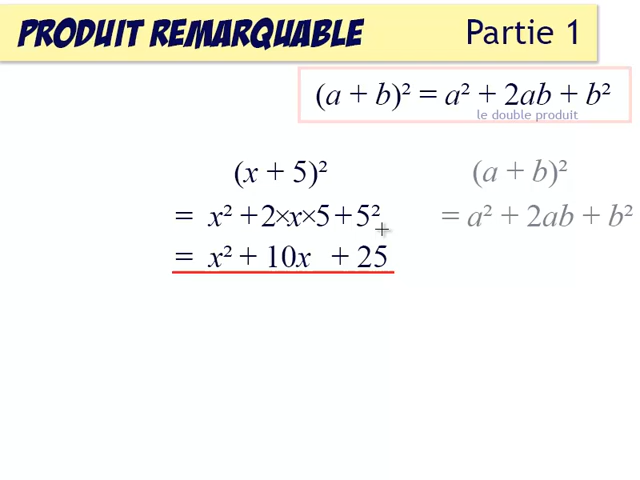 PRODUIT REMARQUABLE Partie 1
(a + b)² = a² + 2ab + b²
le double produit
(x + 5)² (a + b)²
= x² + 2×x×5 + 5² = a² + 2ab + b²
= x² + 10x + 25